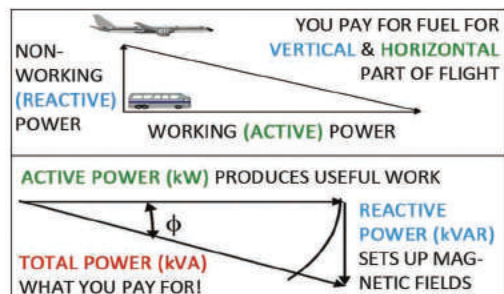 YOU PAY FOR FUEL FOR
VERTICAL & HORIZONTAL
PART OF FLIGHT
NON-
WORKING
(REACTIVE)
POWER
WORKING (ACTIVE) POWER
ACTIVE POWER (kW) PRODUCES USEFUL WORK
ϕ
REACTIVE
POWER (kVAR)
SETS UP MAG-
NETIC FIELDS
TOTAL POWER (kVA)
WHAT YOU PAY FOR!